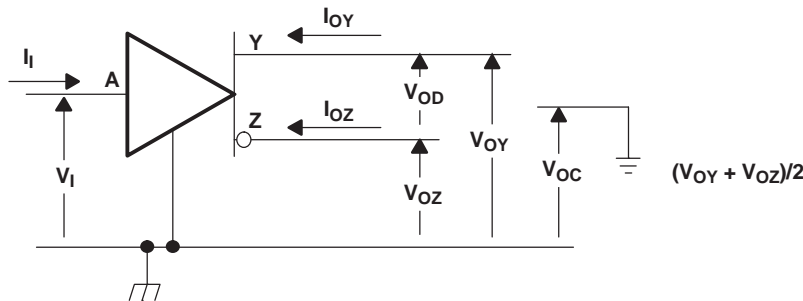 I_OY
Y
I_I
A
V_OD
Z
I_OZ
V_OY
V_I
V_OZ
V_OC
(V_OY + V_OZ)/2